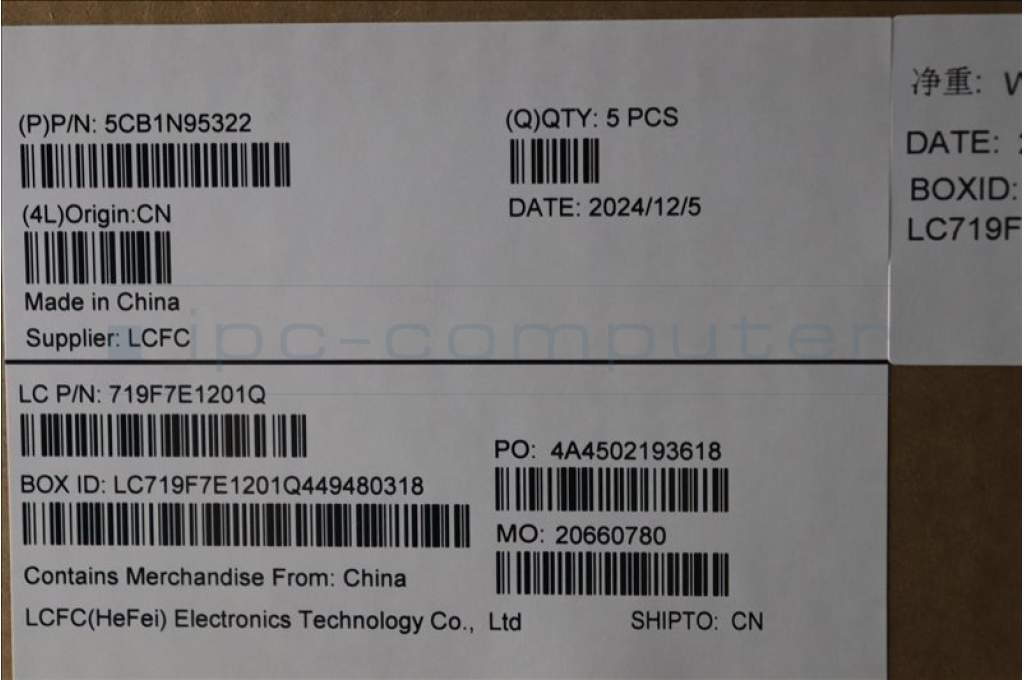 (P)P/N: 5CB1N95322
(Q)QTY: 5 PCS
(4L)Origin:CN
DATE: 2024/12/5
Made in China
Supplier: LCFC
ipc-computer
LC P/N: 719F7E1201Q
PO: 4A4502193618
BOX ID: LC719F7E1201Q449480318
MO: 20660780
Contains Merchandise From: China
LCFC(HeFei) Electronics Technology Co., Ltd
SHIPTO: CN
净重:
DATE:
BOXID:
LC719F